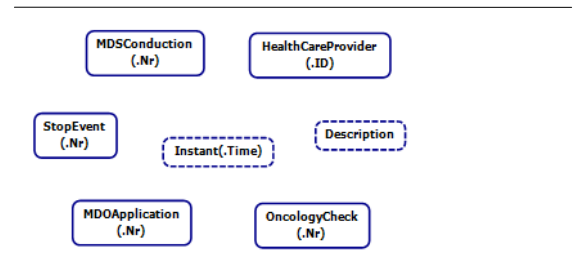 MDSConduction
(.Nr)
HealthCareProvider
(.ID)
StopEvent
(.Nr)
Instant(.Time)
Description
MDOApplication
(.Nr)
OncologyCheck
(.Nr)